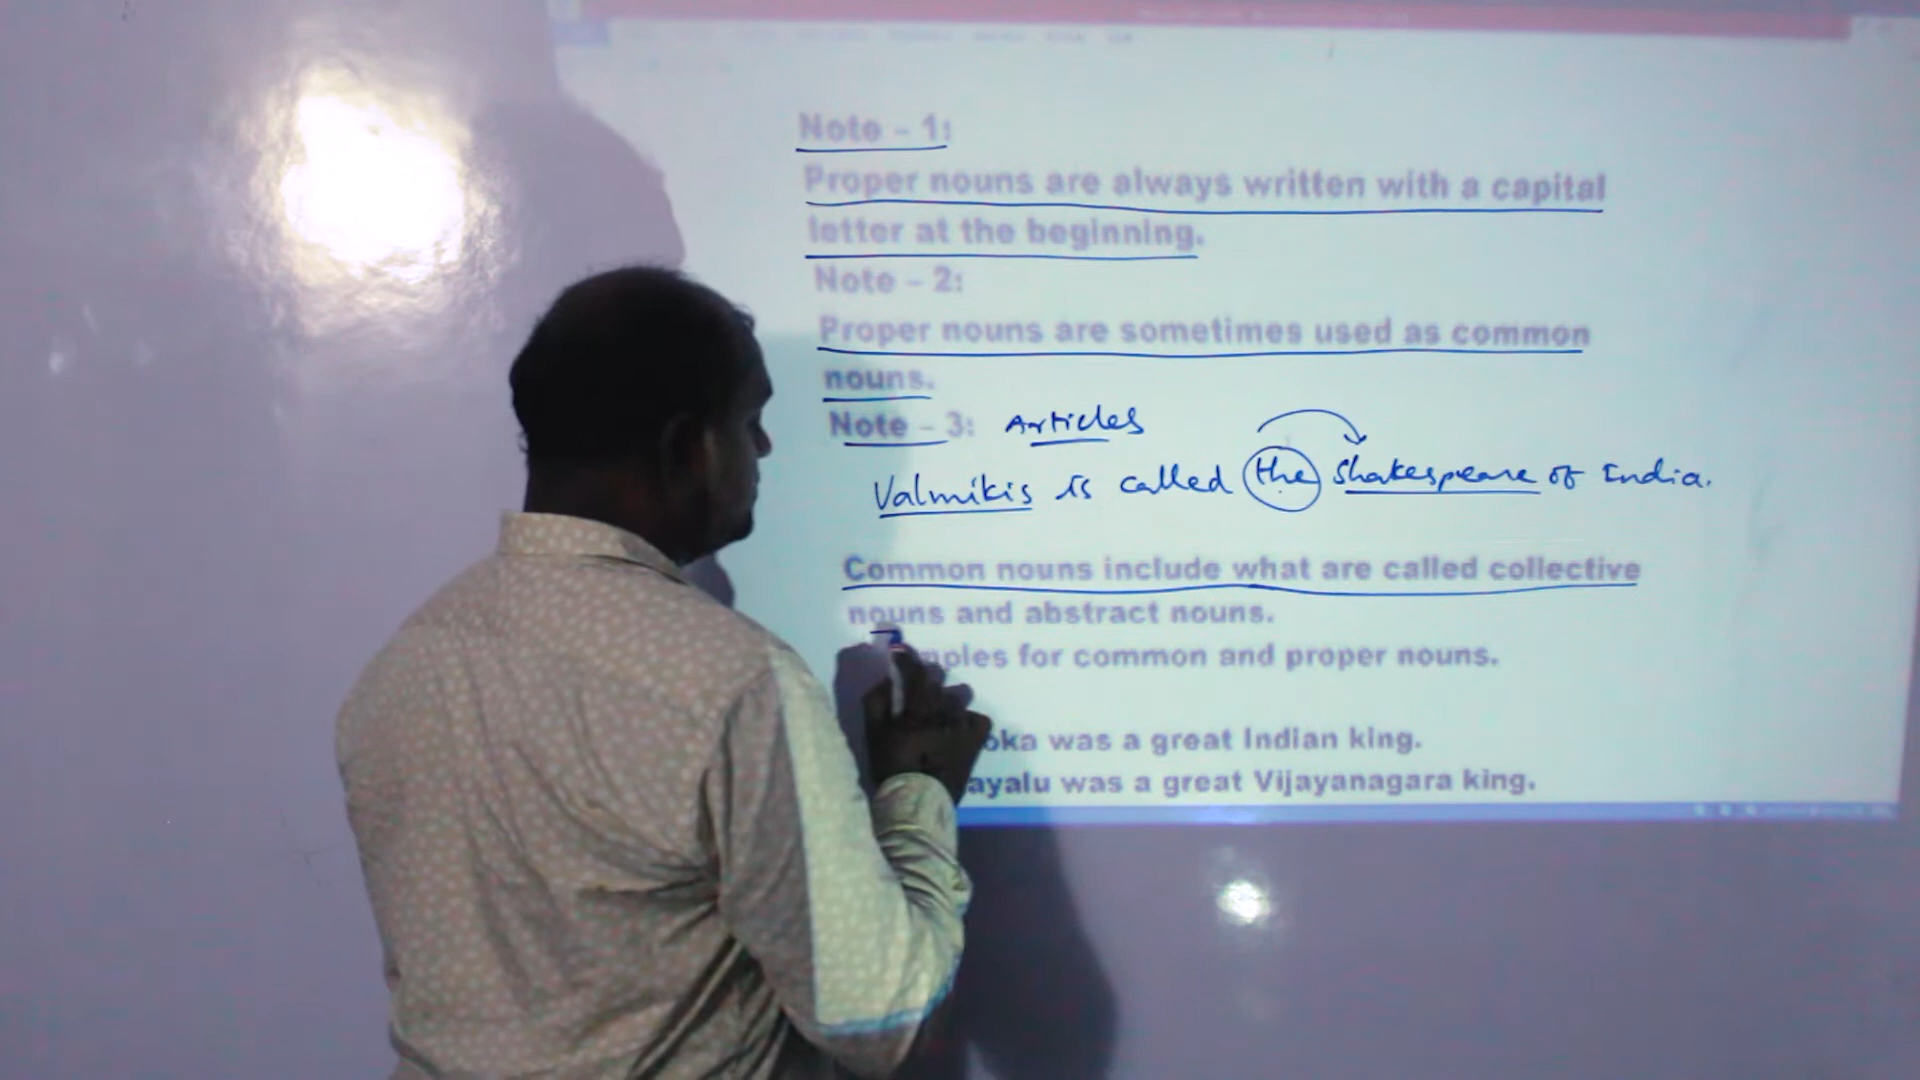 Note - 1:
Proper nouns are always written with a capital
letter at the beginning.
Note - 2:
Proper nouns are sometimes used as common
nouns.
Note - 3: Articles
Valmikis is called the Shakespeare of India.
Common nouns include what are called collective
nouns and abstract nouns.
for common and proper nouns.
was a great Indian king.
was a great Vijayanagara king.